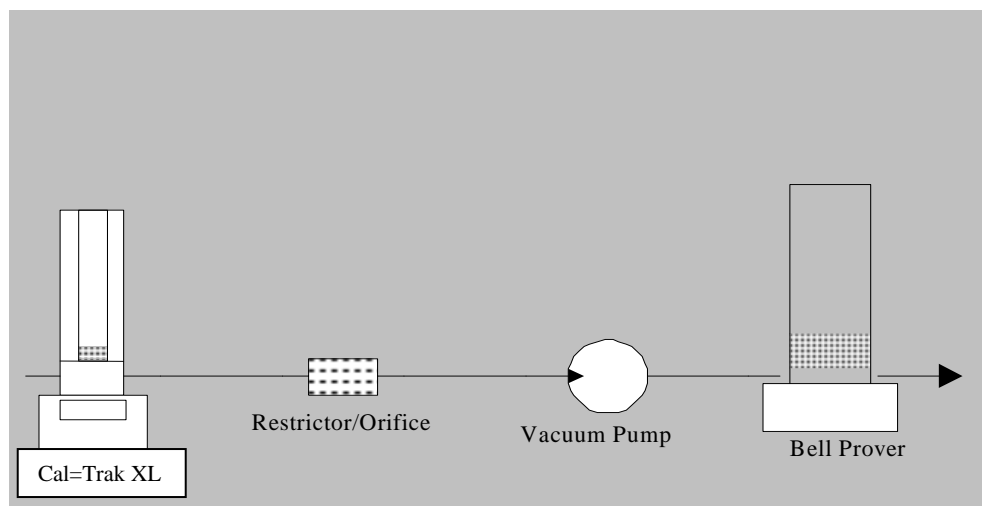 Restrictor/Orifice
Vacuum Pump
Bell Prover
Cal=Trak XL